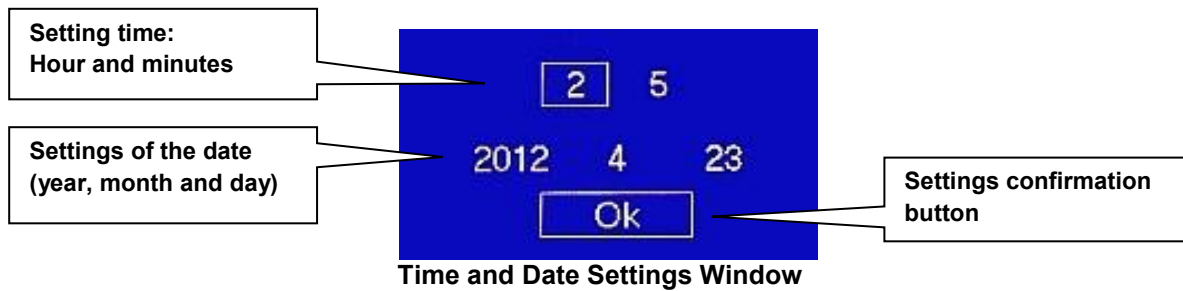 Setting time:
Hour and minutes
2 5
Settings of the date
(year, month and day)
2012 4 23
Settings confirmation
button
Ok
Time and Date Settings Window